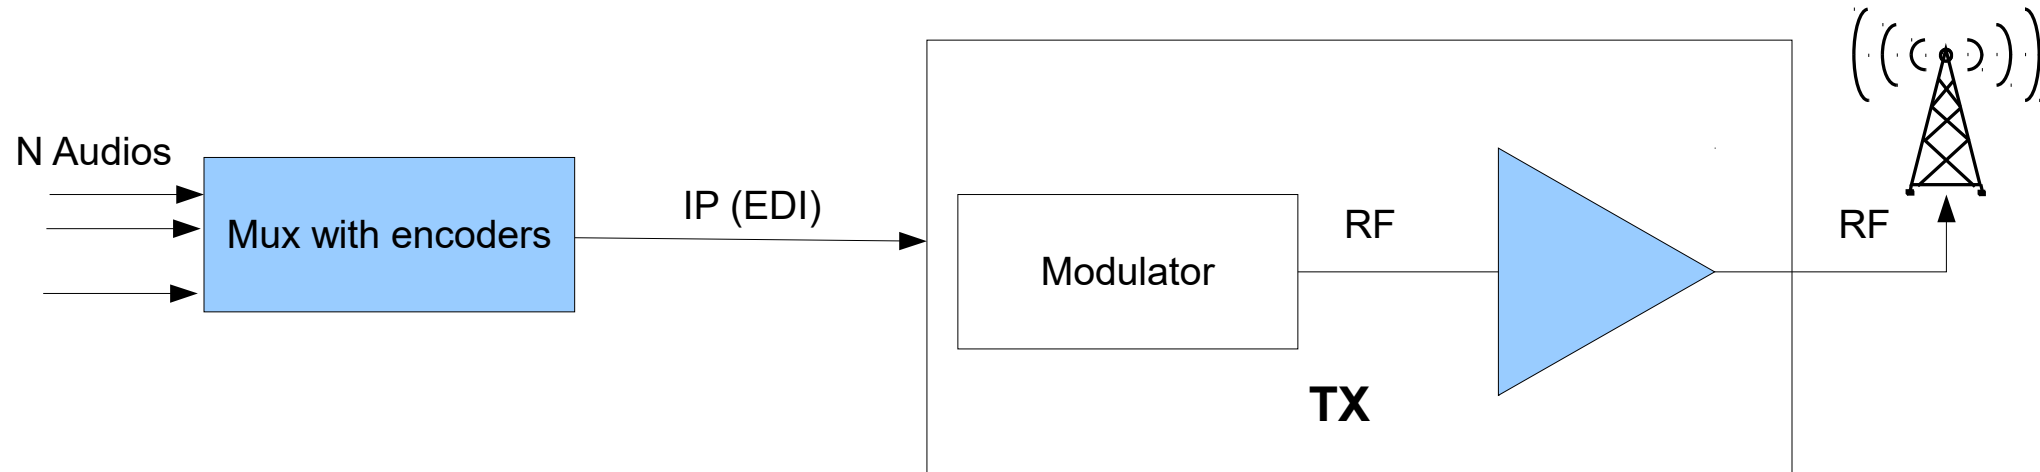 N Audios
Mux with encoders
IP (EDI)
Modulator
RF
TX
RF